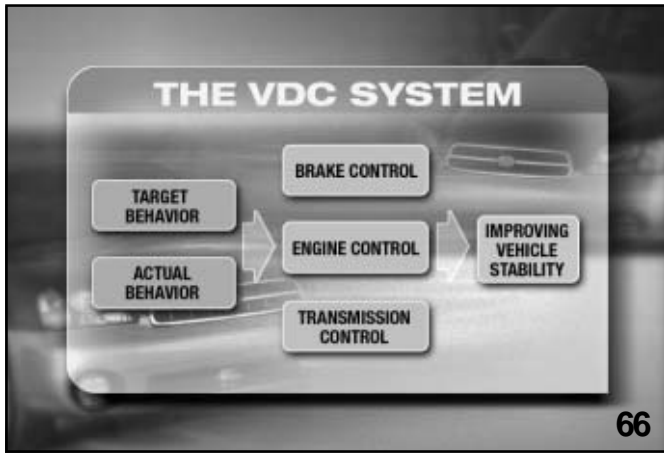 THE VDC SYSTEM
TARGET
BEHAVIOR
ACTUAL
BEHAVIOR
BRAKE CONTROL
ENGINE CONTROL
TRANSMISSION
CONTROL
IMPROVING
VEHICLE
STABILITY
66